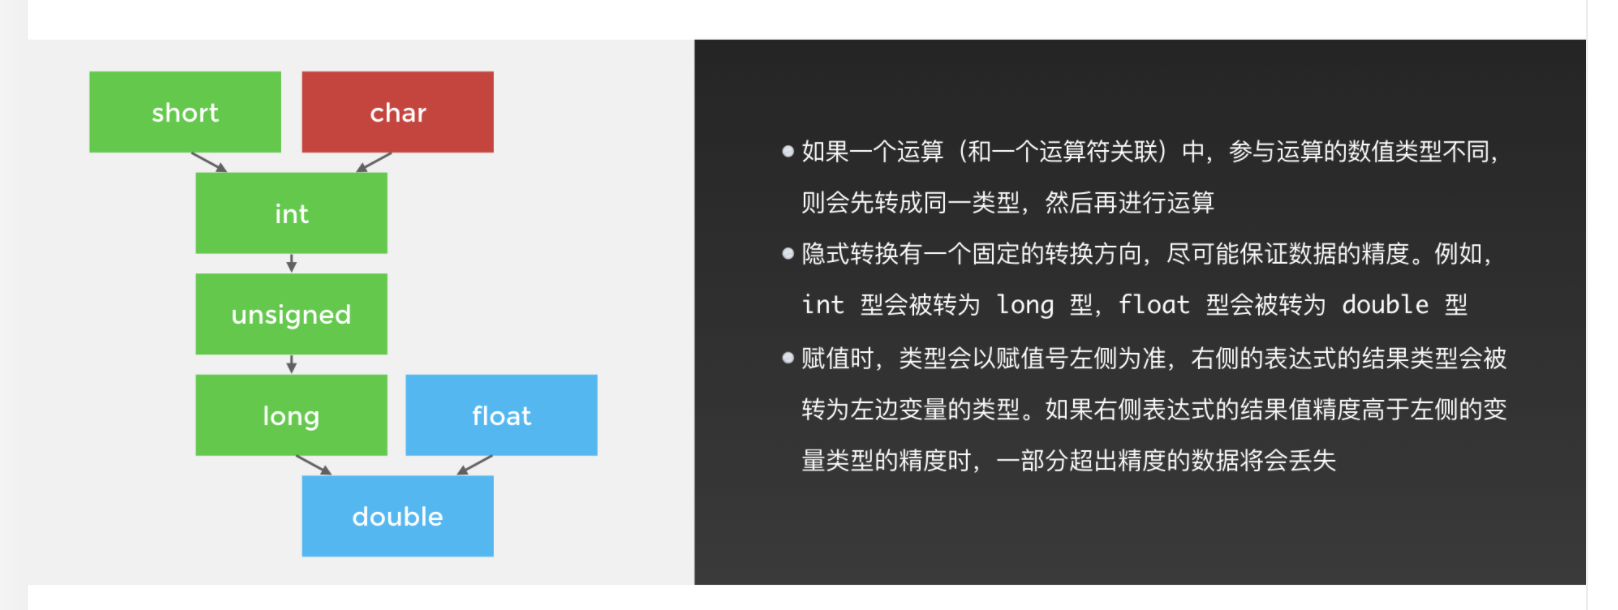 short
char
int
unsigned
long
float
double
如果一个运算（和一个运算符关联）中，参与运算的数值类型不同，
则会先转成同一类型，然后再进行运算
隐式转换有一个固定的转换方向，尽可能保证数据的精度。例如，
int 型会被转为 long 型，float 型会被转为 double 型
赋值时，类型会以赋值号左侧为准，右侧的表达式的结果类型会被
转为左边变量的类型。如果右侧表达式的结果值精度高于左侧的变
量类型的精度时，一部分超出精度的数据将会丢失